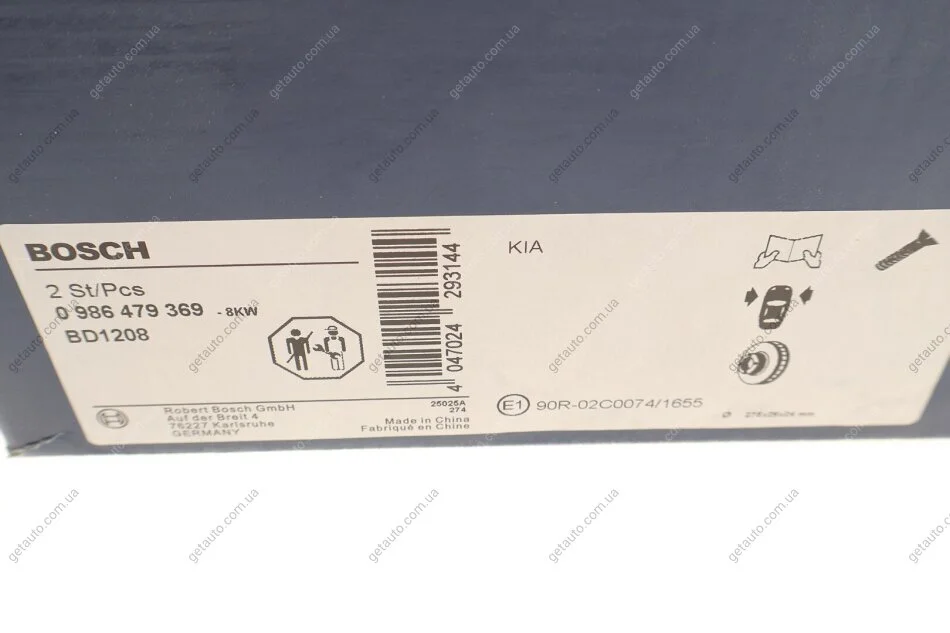 BOSCH
2 St/Pcs
0 986 479 369 - 8KW
BD1208
Robert Bosch GmbH
Auf der Breit 4
76227 Karlsruhe
GERMANY
25025A
274
Made in China
Fabriqué en Chine
4 047024 293144
KIA
E1 90R-02C0074/1655
getauto.com.ua